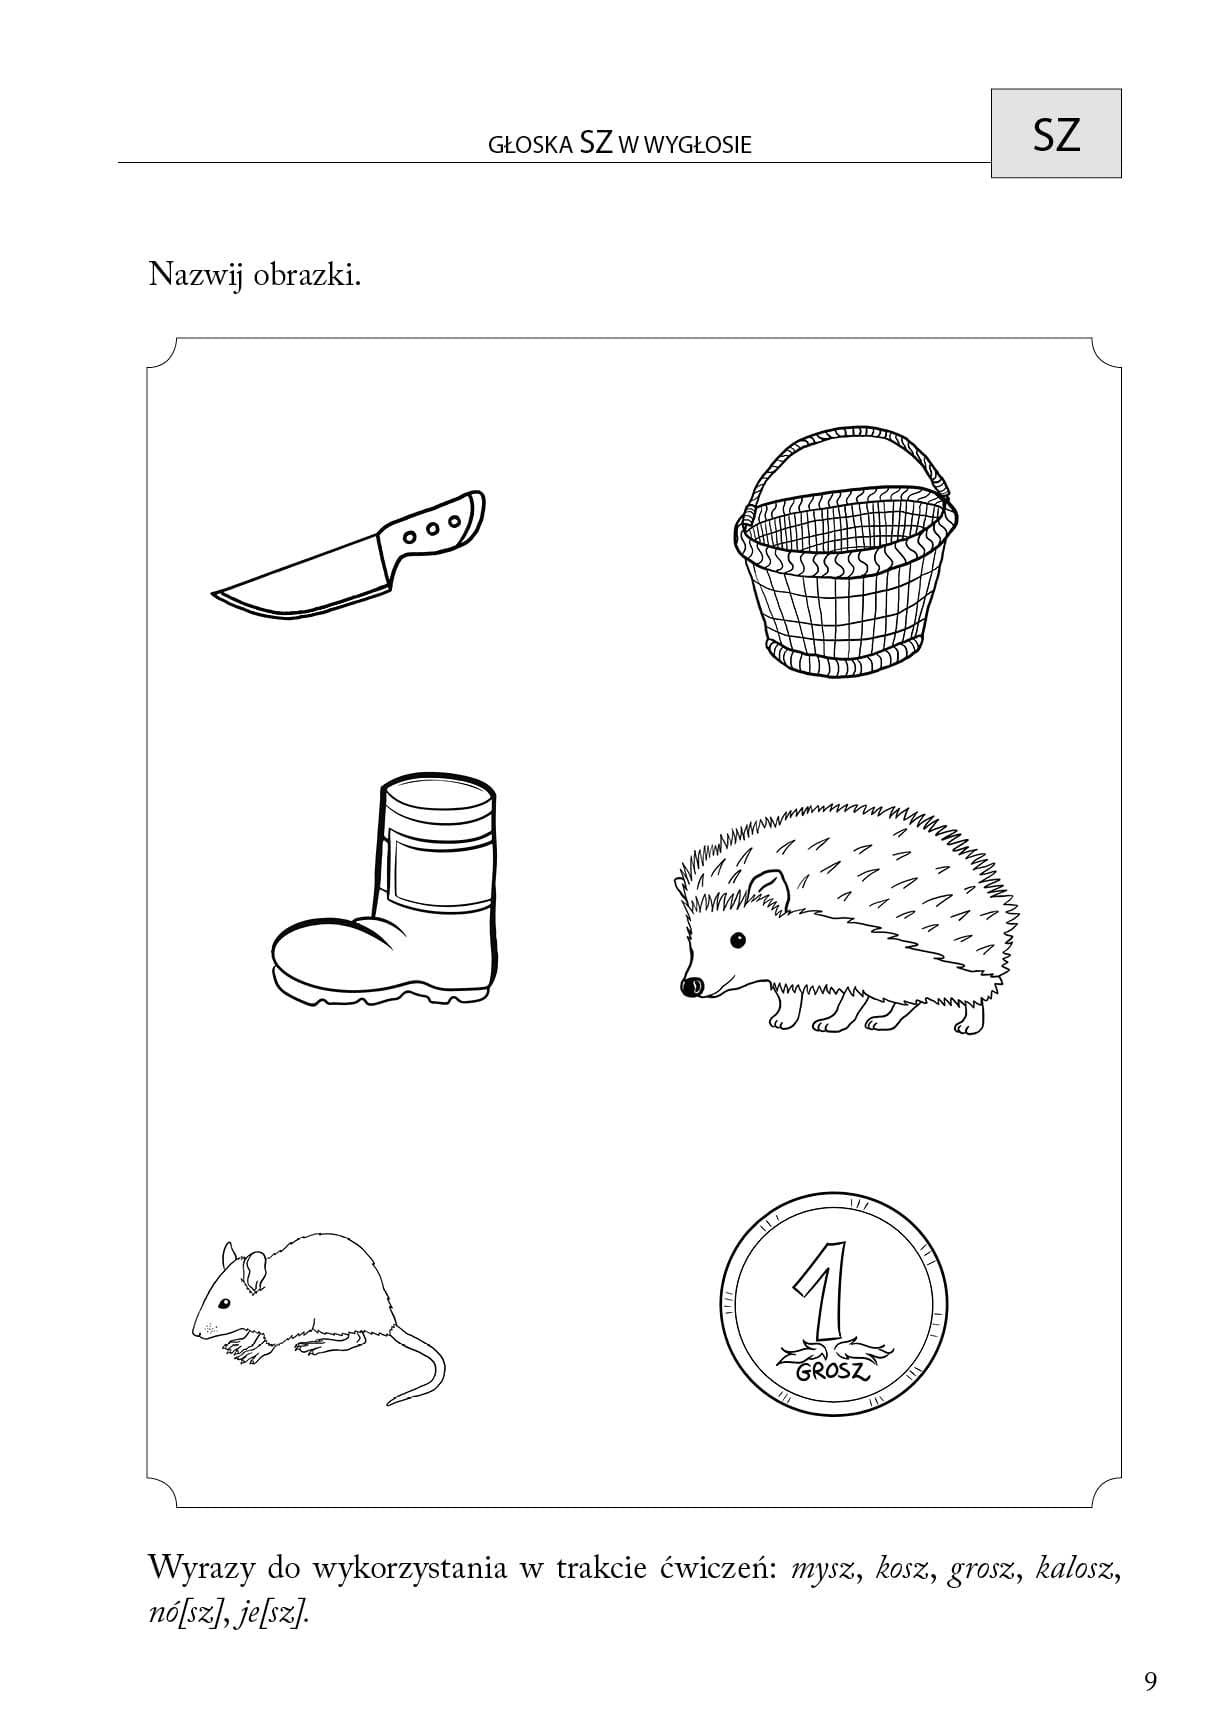 GŁOSKA SZ W WYGŁOSIE
SZ
Nazwij obrazki.
1
GROSZ
Wyrazy do wykorzystania w trakcie ćwiczeń: mysz, kosz, grosz, kalosz,
nó[sz], je[sz].
9